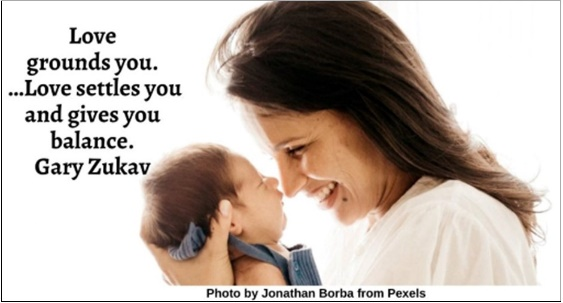 Love
grounds you.
...Love settles you
and gives you
balance.
Gary Zukav
Photo by Jonathan Borba from Pexels